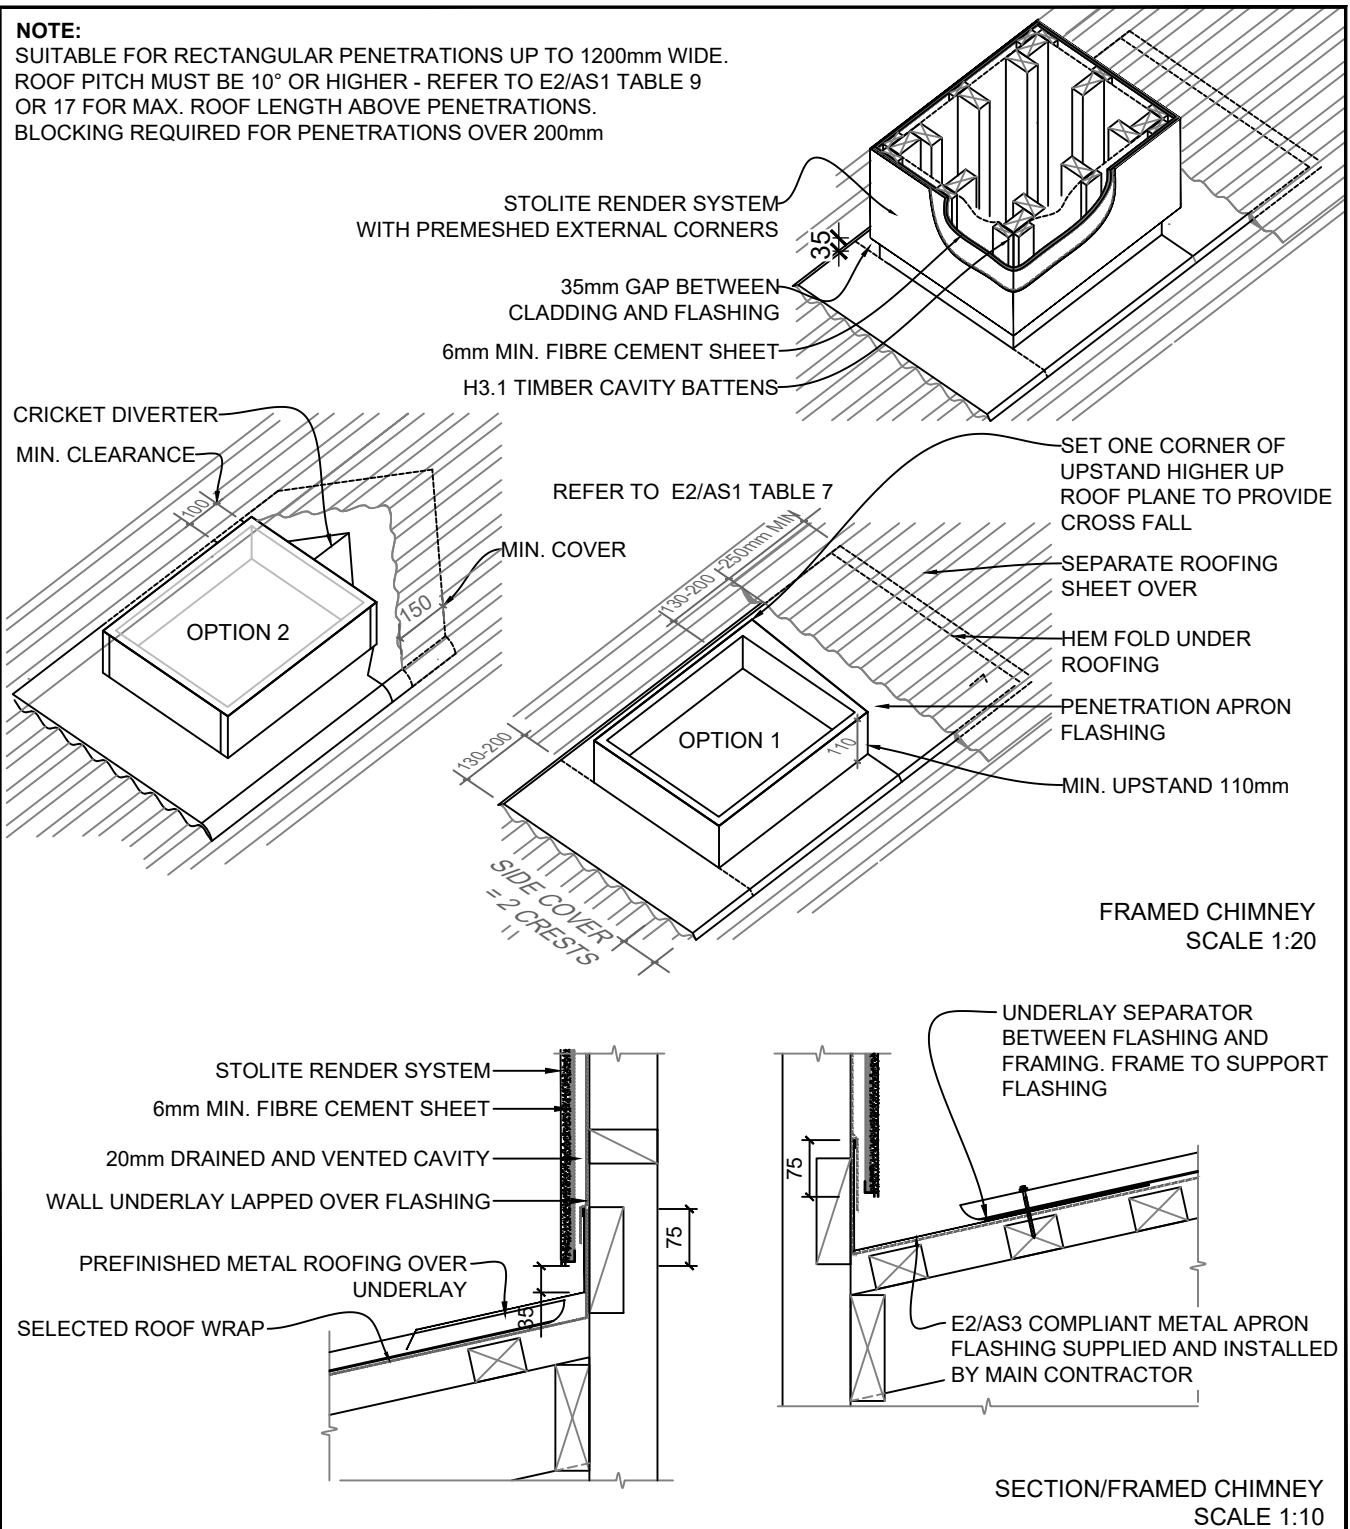 NOTE:
SUITABLE FOR RECTANGULAR PENETRATIONS UP TO 1200mm WIDE.
ROOF PITCH MUST BE 10° OR HIGHER - REFER TO E2/AS1 TABLE 9
OR 17 FOR MAX. ROOF LENGTH ABOVE PENETRATIONS.
BLOCKING REQUIRED FOR PENETRATIONS OVER 200mm
STOLITE RENDER SYSTEM
WITH PREMESHED EXTERNAL CORNERS
35
35mm GAP BETWEEN
CLADDING AND FLASHING
6mm MIN. FIBRE CEMENT SHEET
H3.1 TIMBER CAVITY BATTENS
CRICKET DIVERTER
MIN. CLEARANCE
100
MIN. COVER
150
OPTION 2
REFER TO E2/AS1 TABLE 7
SET ONE CORNER OF
UPSTAND HIGHER UP
ROOF PLANE TO PROVIDE
CROSS FALL
250mm MIN
130-200
SEPARATE ROOFING
SHEET OVER
HEM FOLD UNDER
ROOFING
PENETRATION APRON
FLASHING
OPTION 1
110
130-200
MIN. UPSTAND 110mm
SIDE COVER
= 2 CRESTS
FRAMED CHIMNEY
SCALE 1:20
STOLITE RENDER SYSTEM
6mm MIN. FIBRE CEMENT SHEET
20mm DRAINED AND VENTED CAVITY
WALL UNDERLAY LAPPED OVER FLASHING
75
PREFINISHED METAL ROOFING OVER
UNDERLAY
35
SELECTED ROOF WRAP
UNDERLAY SEPARATOR
BETWEEN FLASHING AND
FRAMING. FRAME TO SUPPORT
FLASHING
75
E2/AS3 COMPLIANT METAL APRON
FLASHING SUPPLIED AND INSTALLED
BY MAIN CONTRACTOR
SECTION/FRAMED CHIMNEY
SCALE 1:10